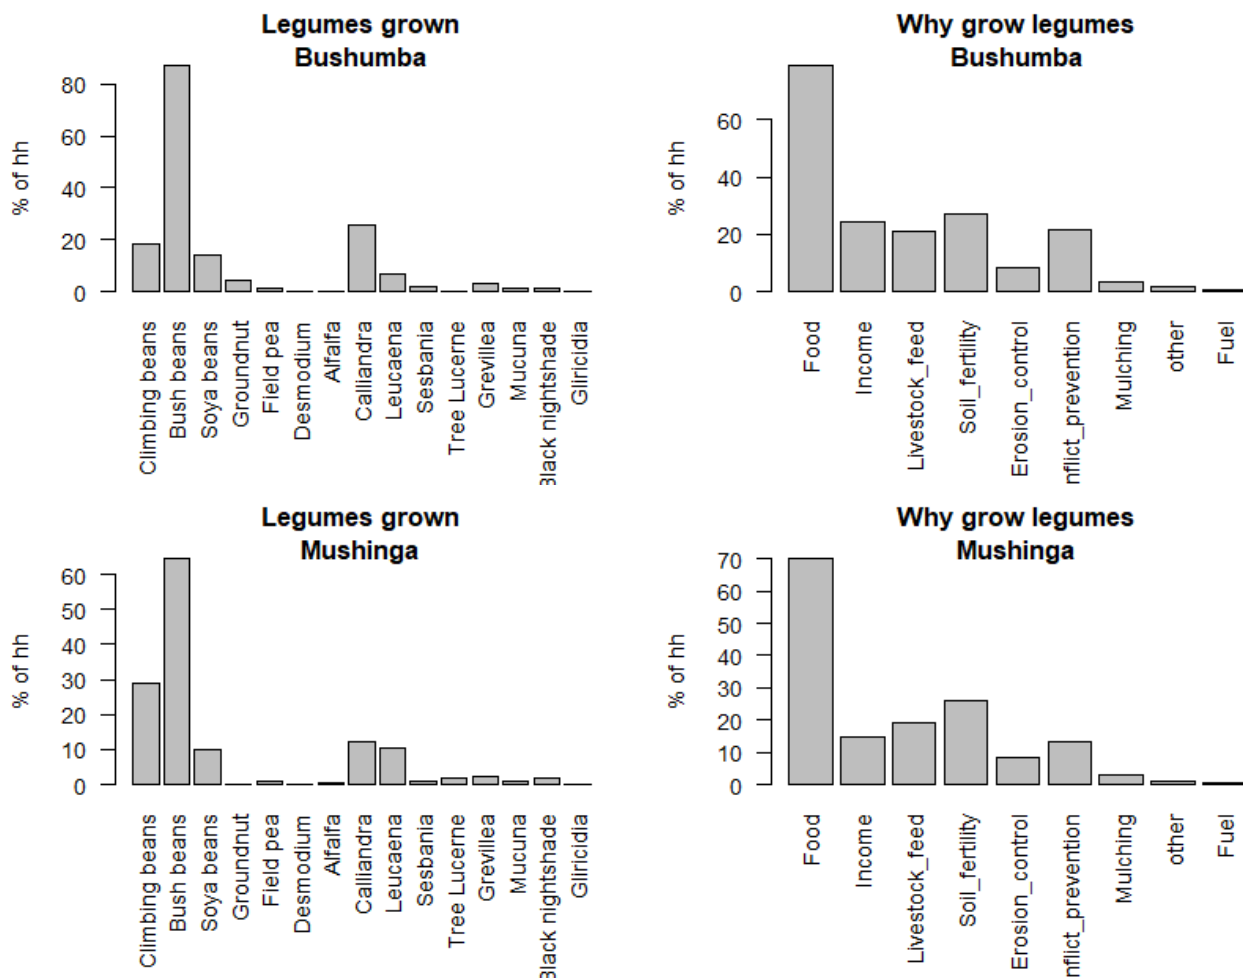 Legumes grown
Bushumba
% of hh
80
60
40
20
0
Climbing beans
Bush beans
Soya beans
Groundnut
Field pea
Desmodium
Alfalfa
Calliandra
Leucaena
Sesbania
Tree Lucerne
Grevillea
Mucuna
Black nightshade
Gliricidia
Why grow legumes
Bushumba
% of hh
60
40
20
0
Food
Income
Livestock_feed
Soil_fertility
Erosion_control
nflict_prevention
Mulching
other
Fuel
Legumes grown
Mushinga
% of hh
60
50
40
30
20
10
0
Climbing beans
Bush beans
Soya beans
Groundnut
Field pea
Desmodium
Alfalfa
Calliandra
Leucaena
Sesbania
Tree Lucerne
Grevillea
Mucuna
Black nightshade
Gliricidia
Why grow legumes
Mushinga
% of hh
70
60
50
40
30
20
10
0
Food
Income
Livestock_feed
Soil_fertility
Erosion_control
nflict_prevention
Mulching
other
Fuel